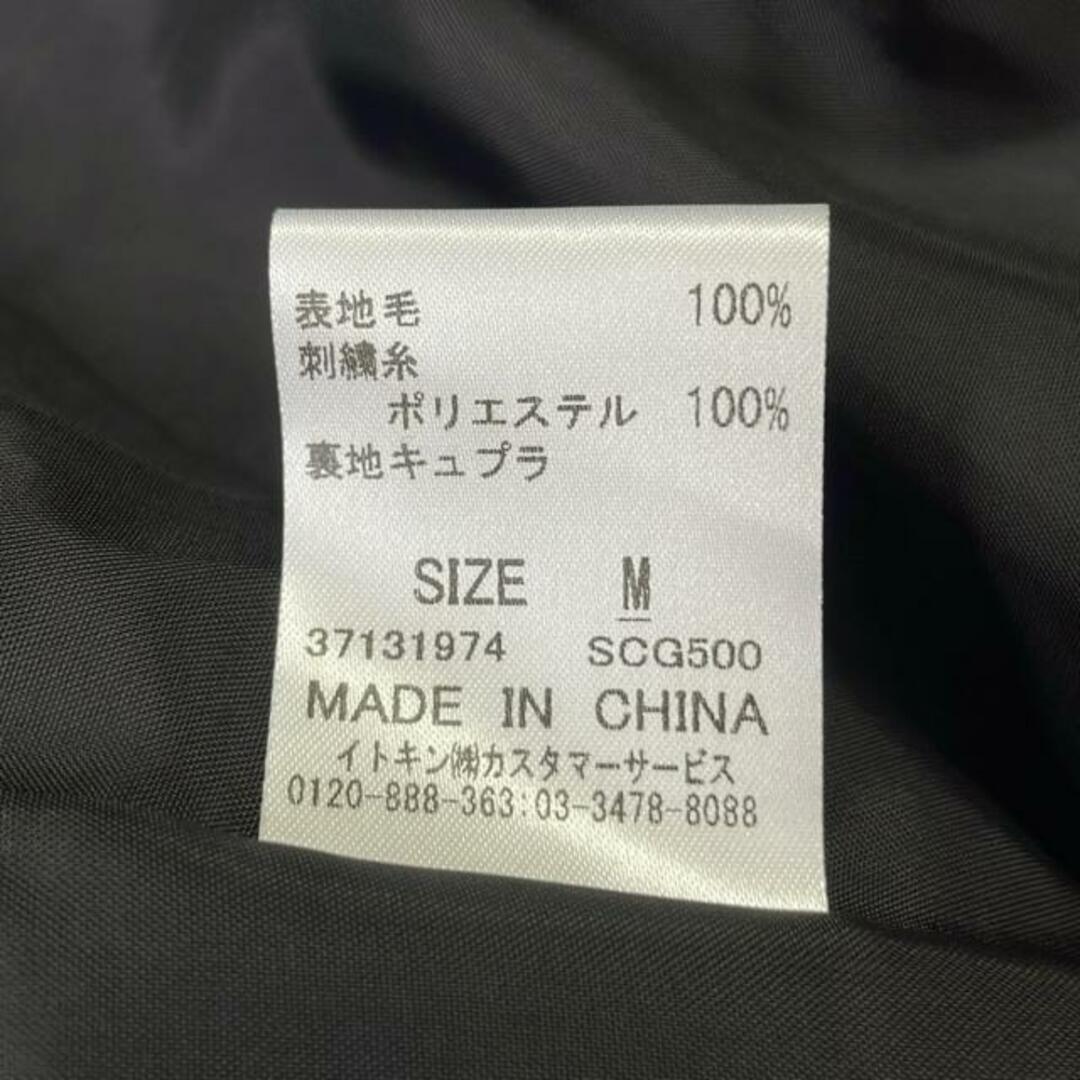 表地毛 100%
刺繍糸
ポリエステル 100%
裏地キュプラ
SIZE M
37131974 SCG500
MADE IN CHINA
イトキン㈱カスタマーサービス
0120-888-363:03-3478-8088